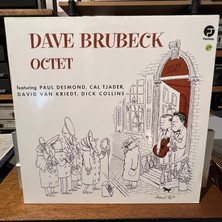 DAVE BRUBECK
OCTET
featuring PAUL DESMOND, CAL TJADER,
DAVID VAN KRIEDT, DICK COLLINS